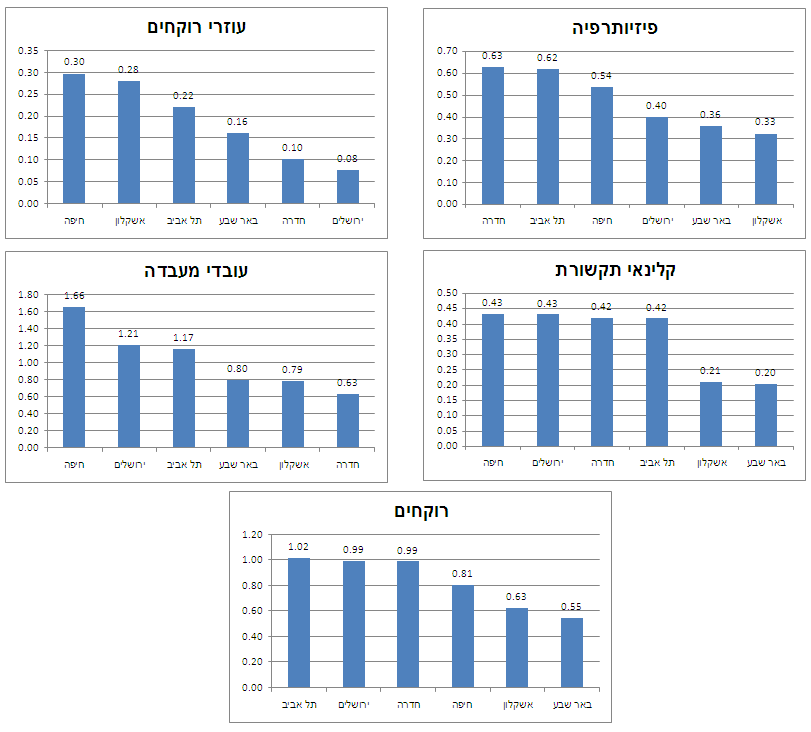 עוזרי רוקחים
0.35
0.30
0.25
0.20
0.15
0.10
0.05
0.00
0.30 0.28 0.22 0.16 0.10 0.08
חיפה אשקלון תל אביב באר שבע חדרה ירושלים
פיזיותרפיה
0.70
0.60
0.50
0.40
0.30
0.20
0.10
0.00
0.63 0.62 0.54 0.40 0.36 0.33
חדרה תל אביב חיפה ירושלים באר שבע אשקלון
עובדי מעבדה
1.80
1.60
1.40
1.20
1.00
0.80
0.60
0.40
0.20
0.00
1.66 1.21 1.17 0.80 0.79 0.63
חיפה ירושלים תל אביב באר שבע אשקלון חדרה
קלינאי תקשורת
0.50
0.45
0.40
0.35
0.30
0.25
0.20
0.15
0.10
0.05
0.00
0.43 0.43 0.42 0.42 0.21 0.20
חיפה ירושלים חדרה תל אביב אשקלון באר שבע
רוקחים
1.20
1.00
0.80
0.60
0.40
0.20
0.00
1.02 0.99 0.99 0.81 0.63 0.55
תל אביב ירושלים חדרה חיפה אשקלון באר שבע